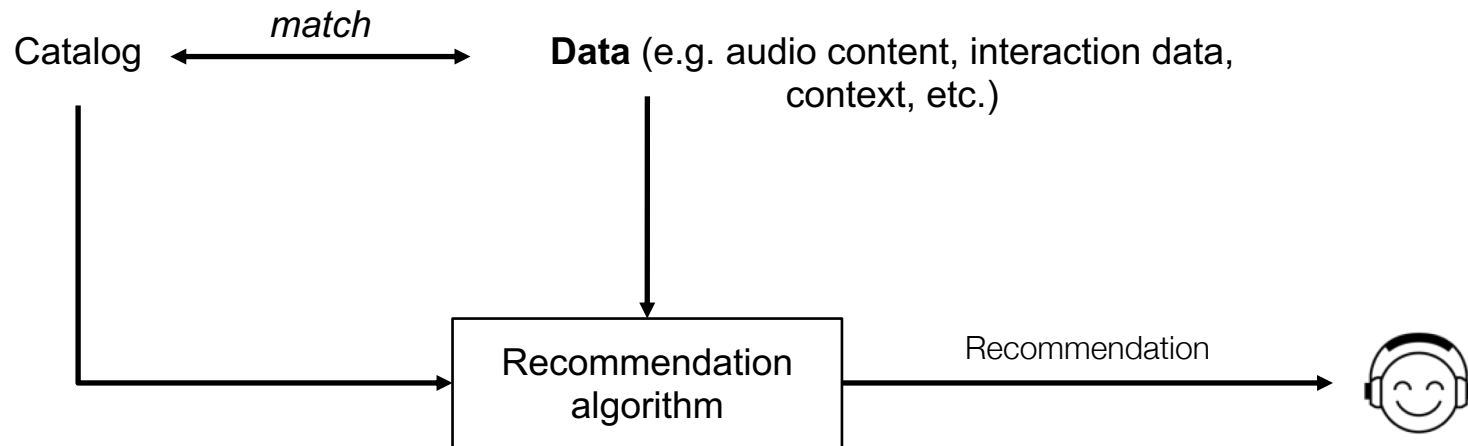 match
Catalog
Data (e.g. audio content, interaction data,
context, etc.)
Recommendation
algorithm
Recommendation